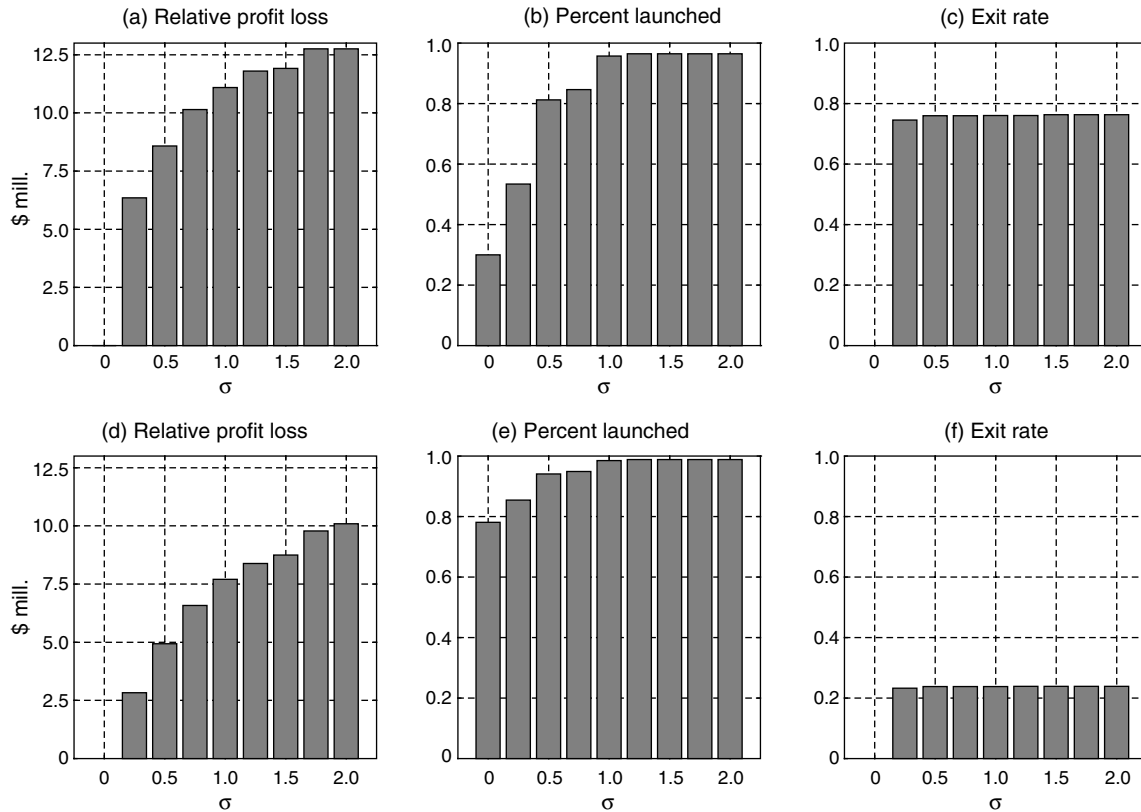 (a) Relative profit loss
(b) Percent launched
(c) Exit rate
$ mill.
12.5
10.0
7.5
5.0
2.5
0
0 0.5 1.0 1.5 2.0
σ
1.0
0.8
0.6
0.4
0.2
0
0 0.5 1.0 1.5 2.0
σ
1.0
0.8
0.6
0.4
0.2
0
0 0.5 1.0 1.5 2.0
σ
(d) Relative profit loss
(e) Percent launched
(f) Exit rate
$ mill.
12.5
10.0
7.5
5.0
2.5
0
0 0.5 1.0 1.5 2.0
σ
1.0
0.8
0.6
0.4
0.2
0
0 0.5 1.0 1.5 2.0
σ
1.0
0.8
0.6
0.4
0.2
0
0 0.5 1.0 1.5 2.0
σ